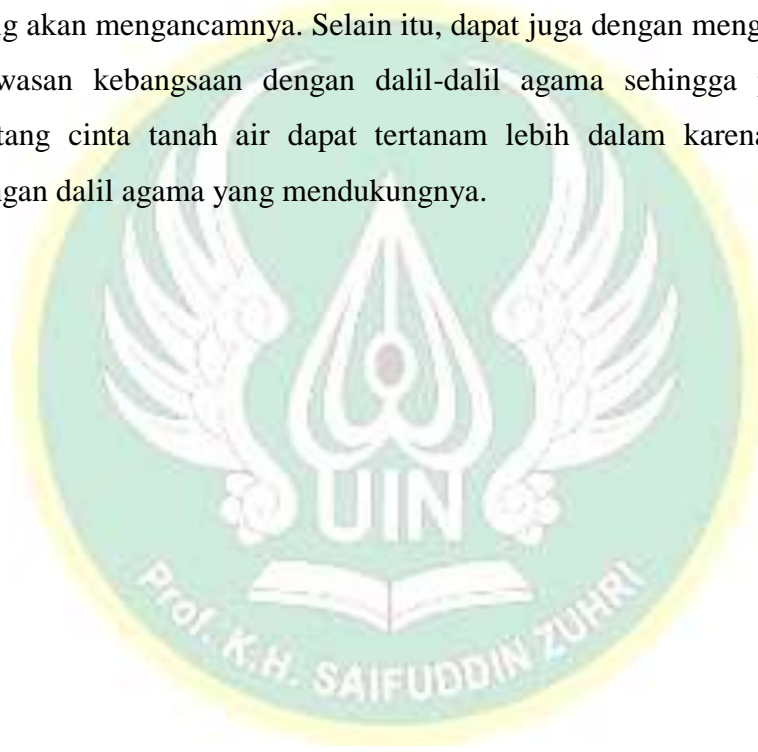 g akan mengancamnya. Selain itu, dapat juga dengan meng
wasan kebangsaan dengan dalil-dalil agama sehingga
tang cinta tanah air dapat tertanam lebih dalam karena
gan dalil agama yang mendukungnya.
UIN
Prof. K.H. SAIFUDDIN ZUHRI